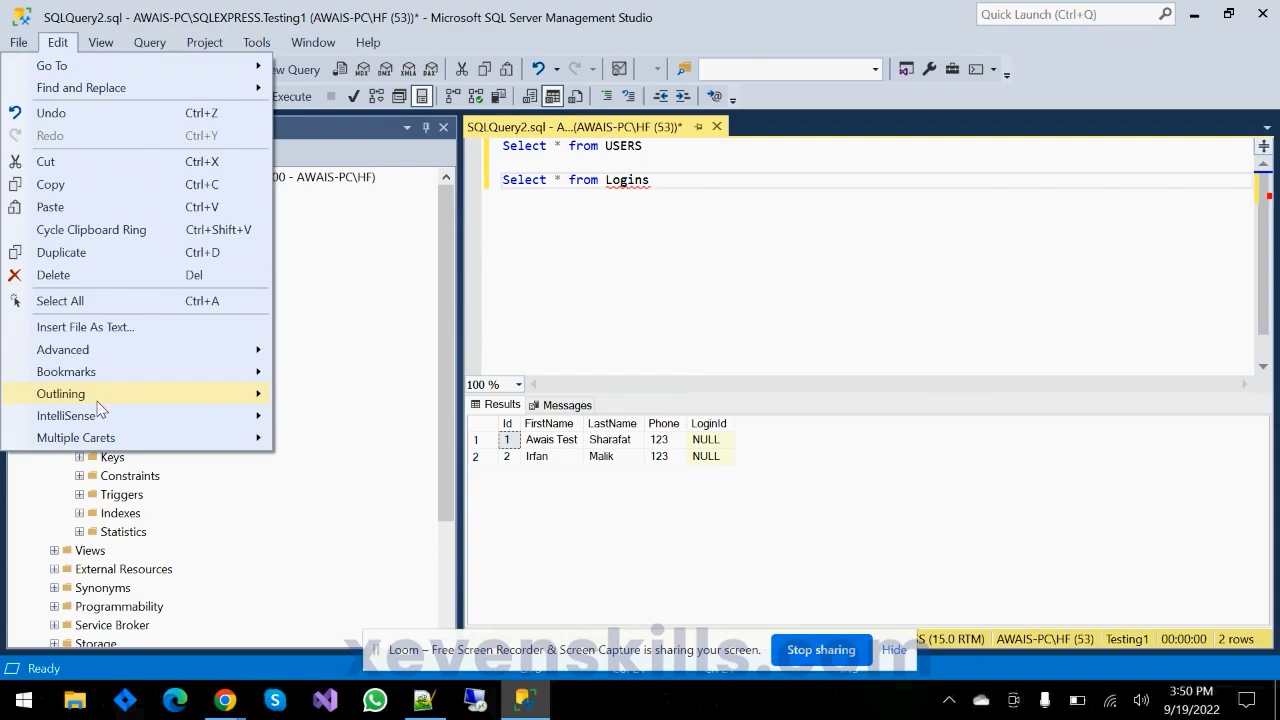 SQLQuery2.sql - AWAIS-PC\SQLEXPRESS.Testing1 (AWAIS-PC\HF (53))* - Microsoft SQL Server Management Studio
Quick Launch (Ctrl+Q)
File Edit View Query Project Tools Window Help
Go To
Find and Replace
Undo Ctrl+Z
Redo Ctrl+Y
Cut Ctrl+X
Copy Ctrl+C
Paste Ctrl+V
Cycle Clipboard Ring Ctrl+Shift+V
Duplicate Ctrl+D
Delete Del
Select All Ctrl+A
Insert File As Text...
Advanced
Bookmarks
Outlining
IntelliSense
Multiple Carets
Query MDX DMX XMLA DAX
Execute
00 - AWAIS-PC\HF)
Keys
Constraints
Triggers
Indexes
Statistics
Views
External Resources
Synonyms
Programmability
Service Broker
Storage
SQLQuery2.sql - A...(AWAIS-PC\HF (53))*
Select * from USERS
Select * from Logins
100 %
Results Messages
Id FirstName LastName Phone LoginId
1 1 Awais Test Sharafat 123 NULL
2 2 Irfan Malik 123 NULL
(15.0 RTM) AWAIS-PC\HF (53) Testing1 00:00:00 2 rows
xevenskills.com
Loom – Free Screen Recorder & Screen Capture is sharing your screen. Stop sharing Hide
Ready
3:50 PM
9/19/2022